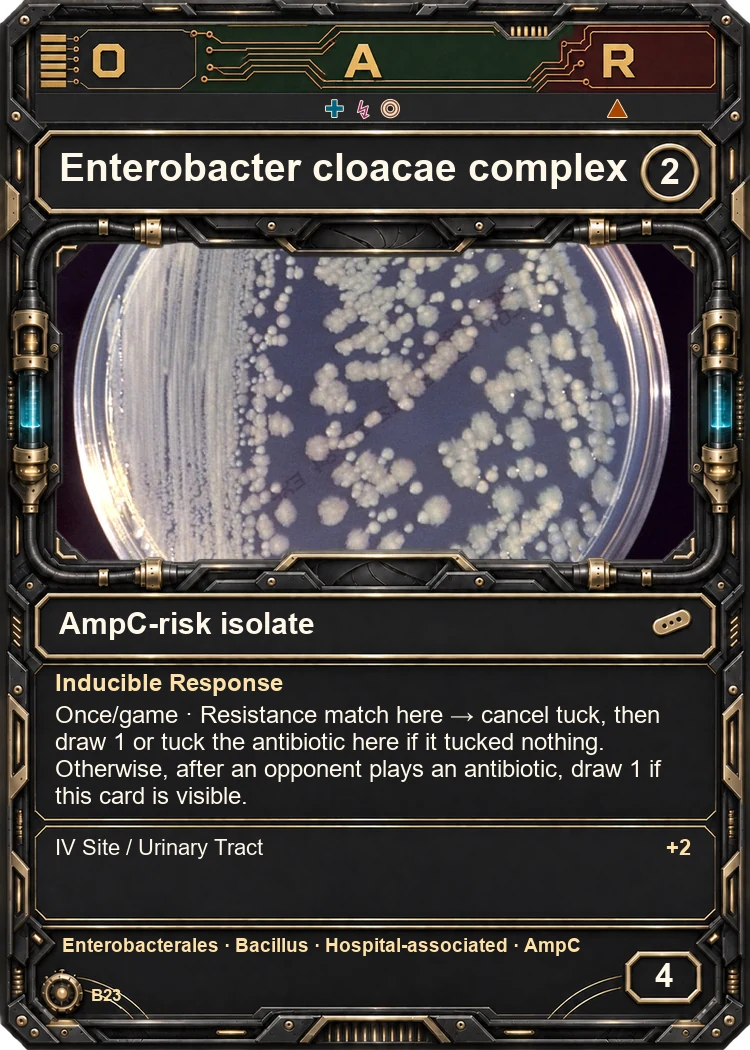 O A R
Enterobacter cloacae complex 2
AmpC-risk isolate
Inducible Response
Once/game · Resistance match here → cancel tuck, then
draw 1 or tuck the antibiotic here if it tucked nothing.
Otherwise, after an opponent plays an antibiotic, draw 1 if
this card is visible.
IV Site / Urinary Tract +2
Enterobacterales · Bacillus · Hospital-associated · AmpC
4
B23